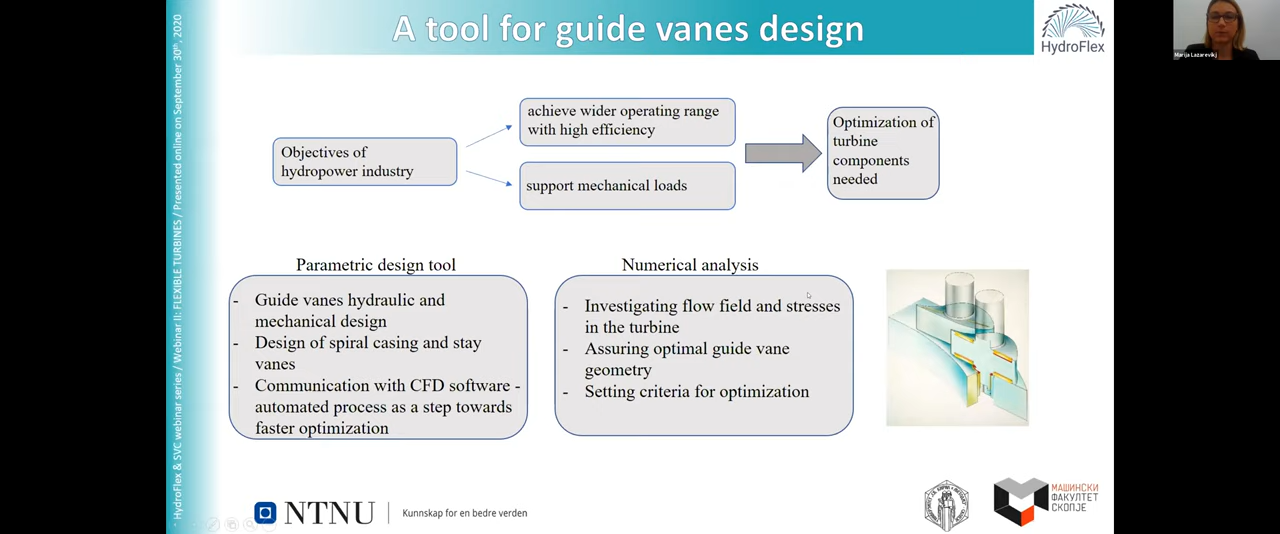 A tool for guide vanes design
HydroFlex
Marija Lazarevikj
HydroFlex & SVC webinar series / Webinar II: FLEXIBLE TURBINES / Presented online on September 30th, 2020
Objectives of
hydropower industry
achieve wider operating range
with high efficiency
support mechanical loads
Optimization of
turbine
components
needed
Parametric design tool
- Guide vanes hydraulic and
mechanical design
- Design of spiral casing and stay
vanes
- Communication with CFD software -
automated process as a step towards
faster optimization
Numerical analysis
- Investigating flow field and stresses
in the turbine
- Assuring optimal guide vane
geometry
- Setting criteria for optimization
NTNU
Kunnskap for en bedre verden
МАШИНСКИ
ФАКУЛТЕТ
СКОПЈЕ